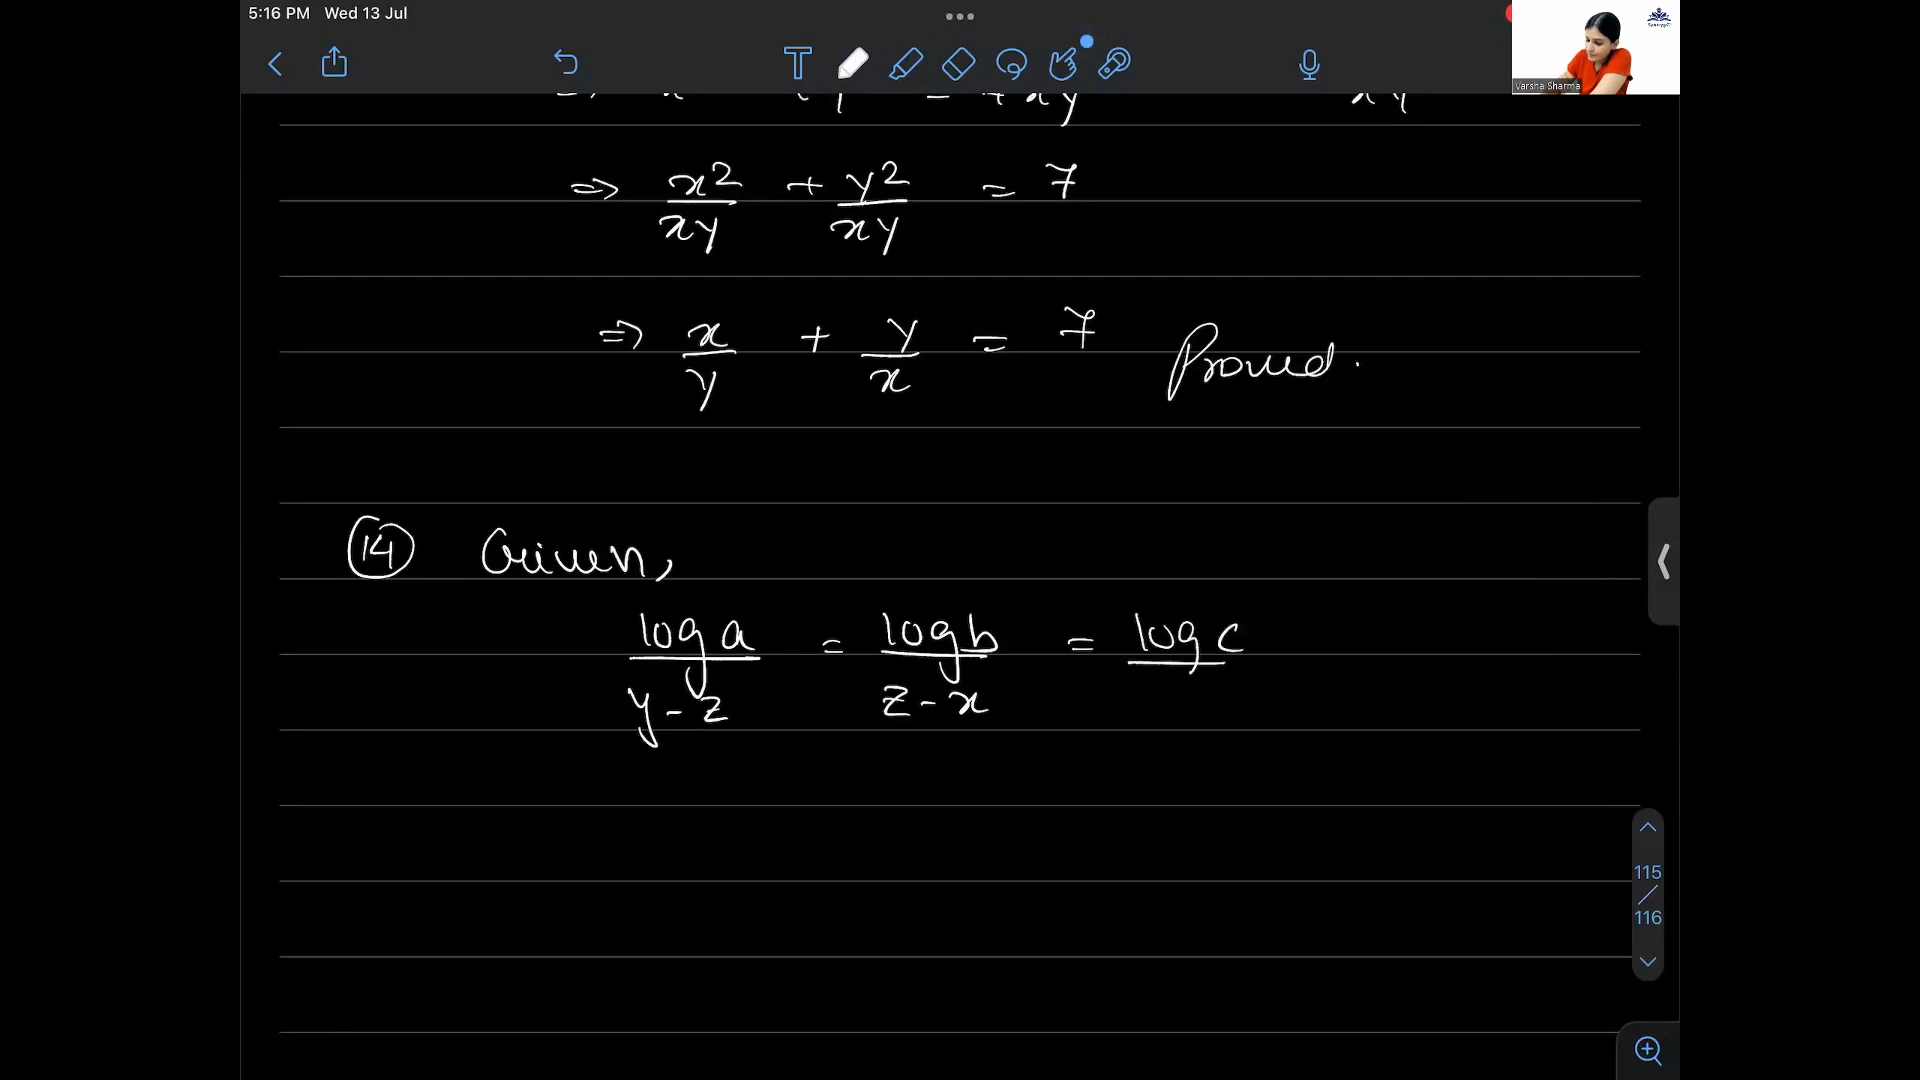 5:16 PM Wed 13 Jul
Varsha Sharma
⇒ x²/xy + y²/xy = 7
⇒ x/y + y/x = 7 Proved.
14 Given,
log a/y-z = log b/z-x = log c
115
/
116